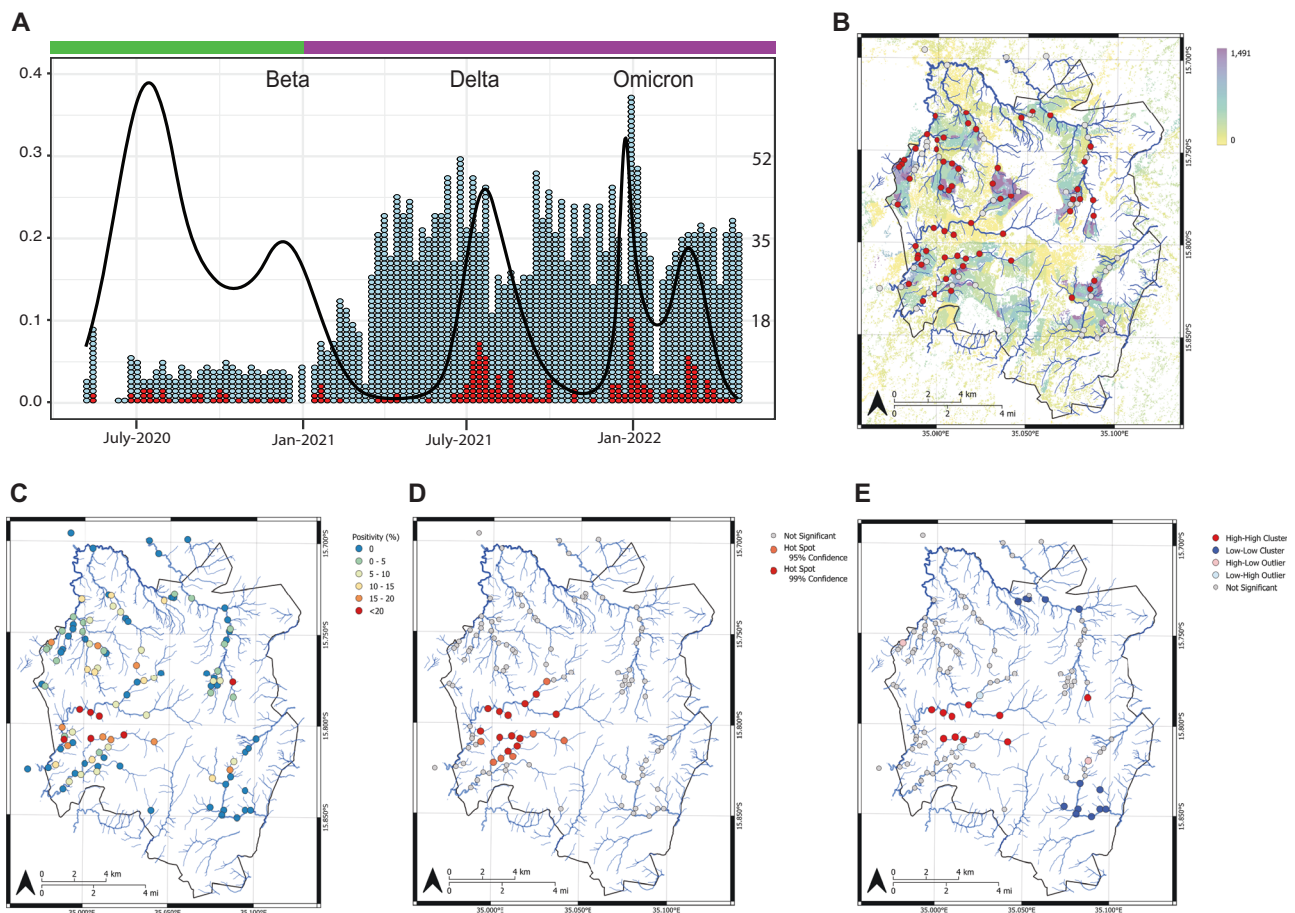 A
Beta
Delta
Omicron
0.4
0.3
0.2
0.1
0.0
52
35
18
July-2020
Jan-2021
July-2021
Jan-2022
B
1,491
0
15.700°S
15.750°S
15.800°S
15.850°S
0 2 4 km
0 2 4 mi
35.000°E 35.050°E 35.100°E
C
Positivity (%)
0
0 - 5
5 - 10
10 - 15
15 - 20
<20
15.700°S
15.750°S
15.800°S
15.850°S
0 2 4 km
0 2 4 mi
35.000°E 35.050°E 35.100°E
D
Not Significant
Hot Spot
95% Confidence
Hot Spot
99% Confidence
15.700°S
15.750°S
15.800°S
15.850°S
0 2 4 km
0 2 4 mi
35.000°E 35.050°E 35.100°E
E
High-High Cluster
Low-Low Cluster
High-Low Outlier
Low-High Outlier
Not Significant
15.700°S
15.750°S
15.800°S
15.850°S
0 2 4 km
0 2 4 mi
35.000°E 35.050°E 35.100°E